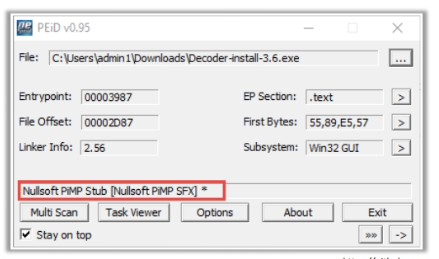 PEiD v0.95
File: C:\Users\admin1\Downloads\Decoder-install-3.6.exe ...
Entrypoint: 00003987 EP Section: .text >
File Offset: 00002D87 First Bytes: 55,89,E5,57 >
Linker Info: 2.56 Subsystem: Win32 GUI >
Nullsoft PiMP Stub [Nullsoft PiMP SFX] *
Multi Scan Task Viewer Options About Exit
Stay on top »» ->